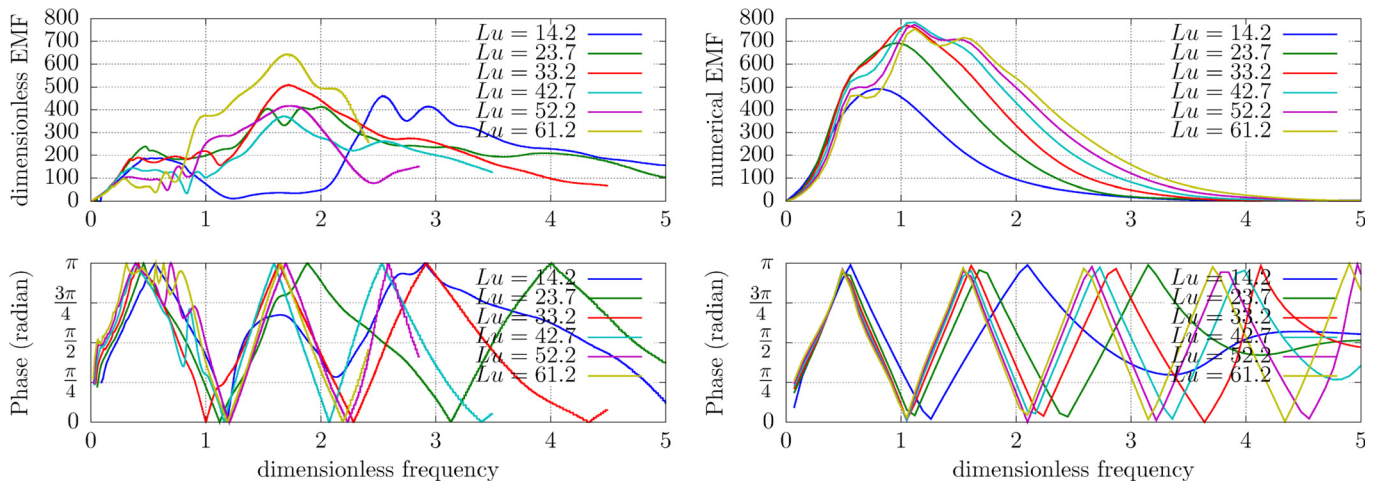 dimensionless EMF
800
700
600
500
400
300
200
100
0
0 1 2 3 4 5
Lu = 14.2
Lu = 23.7
Lu = 33.2
Lu = 42.7
Lu = 52.2
Lu = 61.2
numerical EMF
800
700
600
500
400
300
200
100
0
0 1 2 3 4 5
Lu = 14.2
Lu = 23.7
Lu = 33.2
Lu = 42.7
Lu = 52.2
Lu = 61.2
Phase (radian)
π
3π/4
π/2
π/4
0
0 1 2 3 4 5
Lu = 14.2
Lu = 23.7
Lu = 33.2
Lu = 42.7
Lu = 52.2
Lu = 61.2
dimensionless frequency
Phase (radian)
π
3π/4
π/2
π/4
0
0 1 2 3 4 5
Lu = 14.2
Lu = 23.7
Lu = 33.2
Lu = 42.7
Lu = 52.2
Lu = 61.2
dimensionless frequency